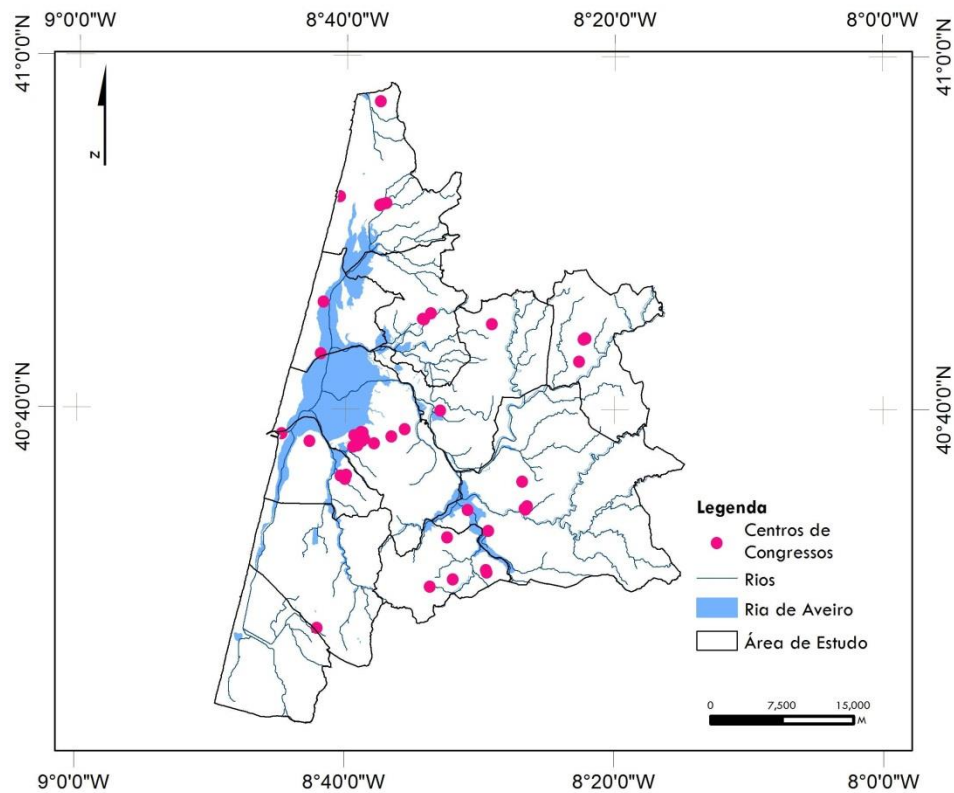 9°0'0"W 8°40'0"W 8°20'0"W 8°0'0"W
41°0'0"N
41°0'0"N
N
40°40'0"N
40°40'0"N
Legenda
Centros de
Congressos
Rios
Ria de Aveiro
Área de Estudo
0 7,500 15,000
M
9°0'0"W 8°40'0"W 8°20'0"W 8°0'0"W